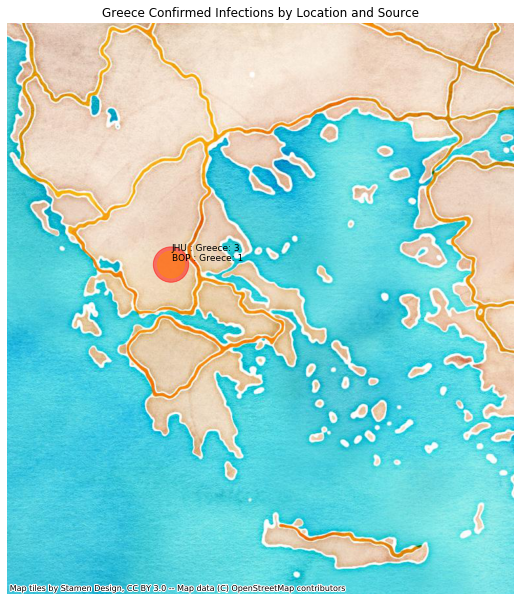 Greece Confirmed Infections by Location and Source
JHU : Greece: 3
BOP : Greece: 1
Map tiles by Stamen Design, CC BY 3.0 -- Map data (C) OpenStreetMap contributors